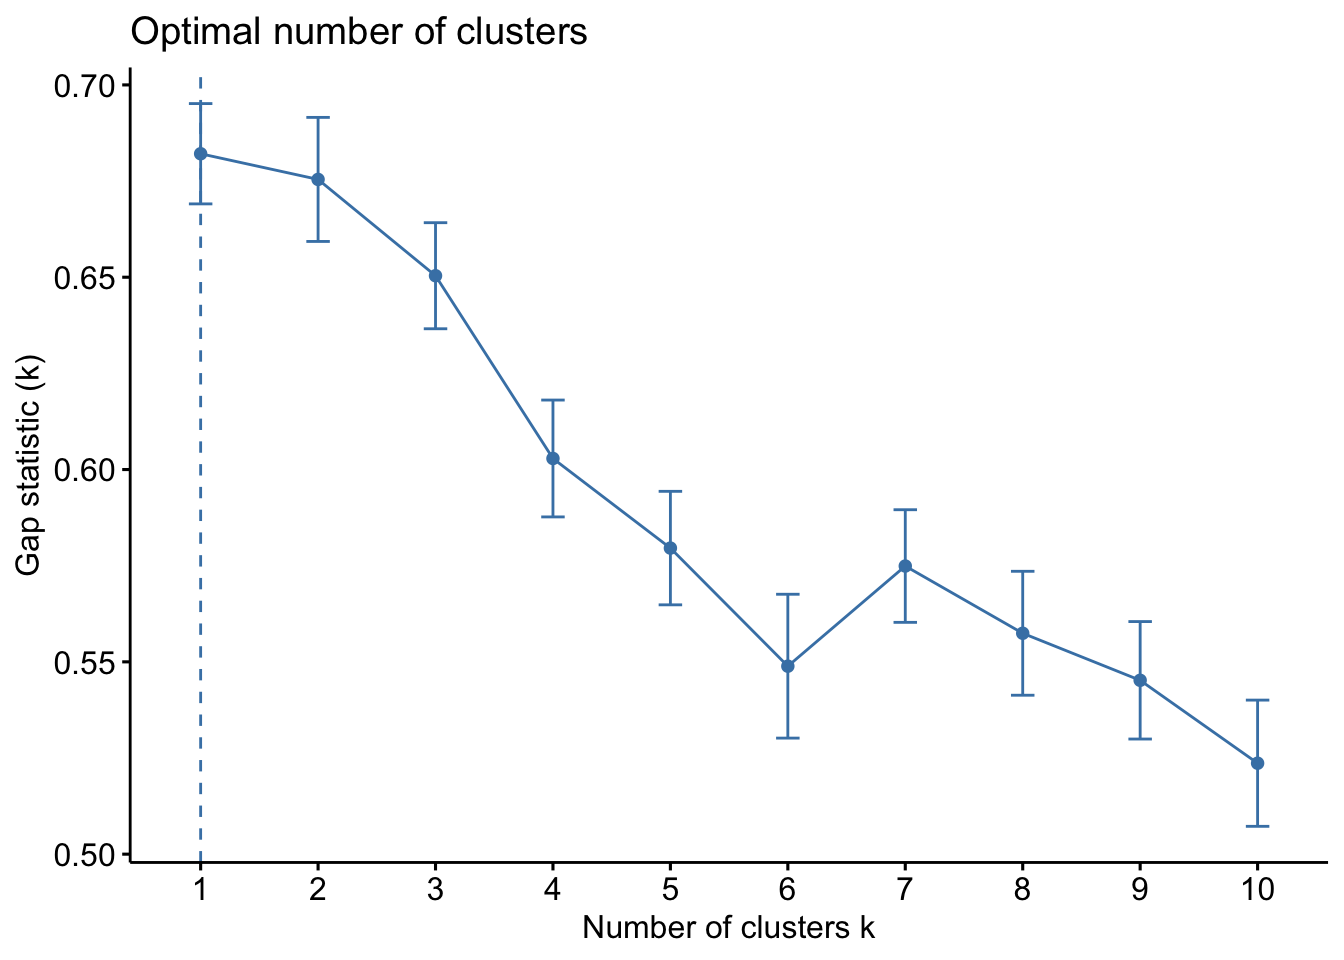 Optimal number of clusters
0.70
0.65
0.60
0.55
0.50
Gap statistic (k)
1 2 3 4 5 6 7 8 9 10
Number of clusters k